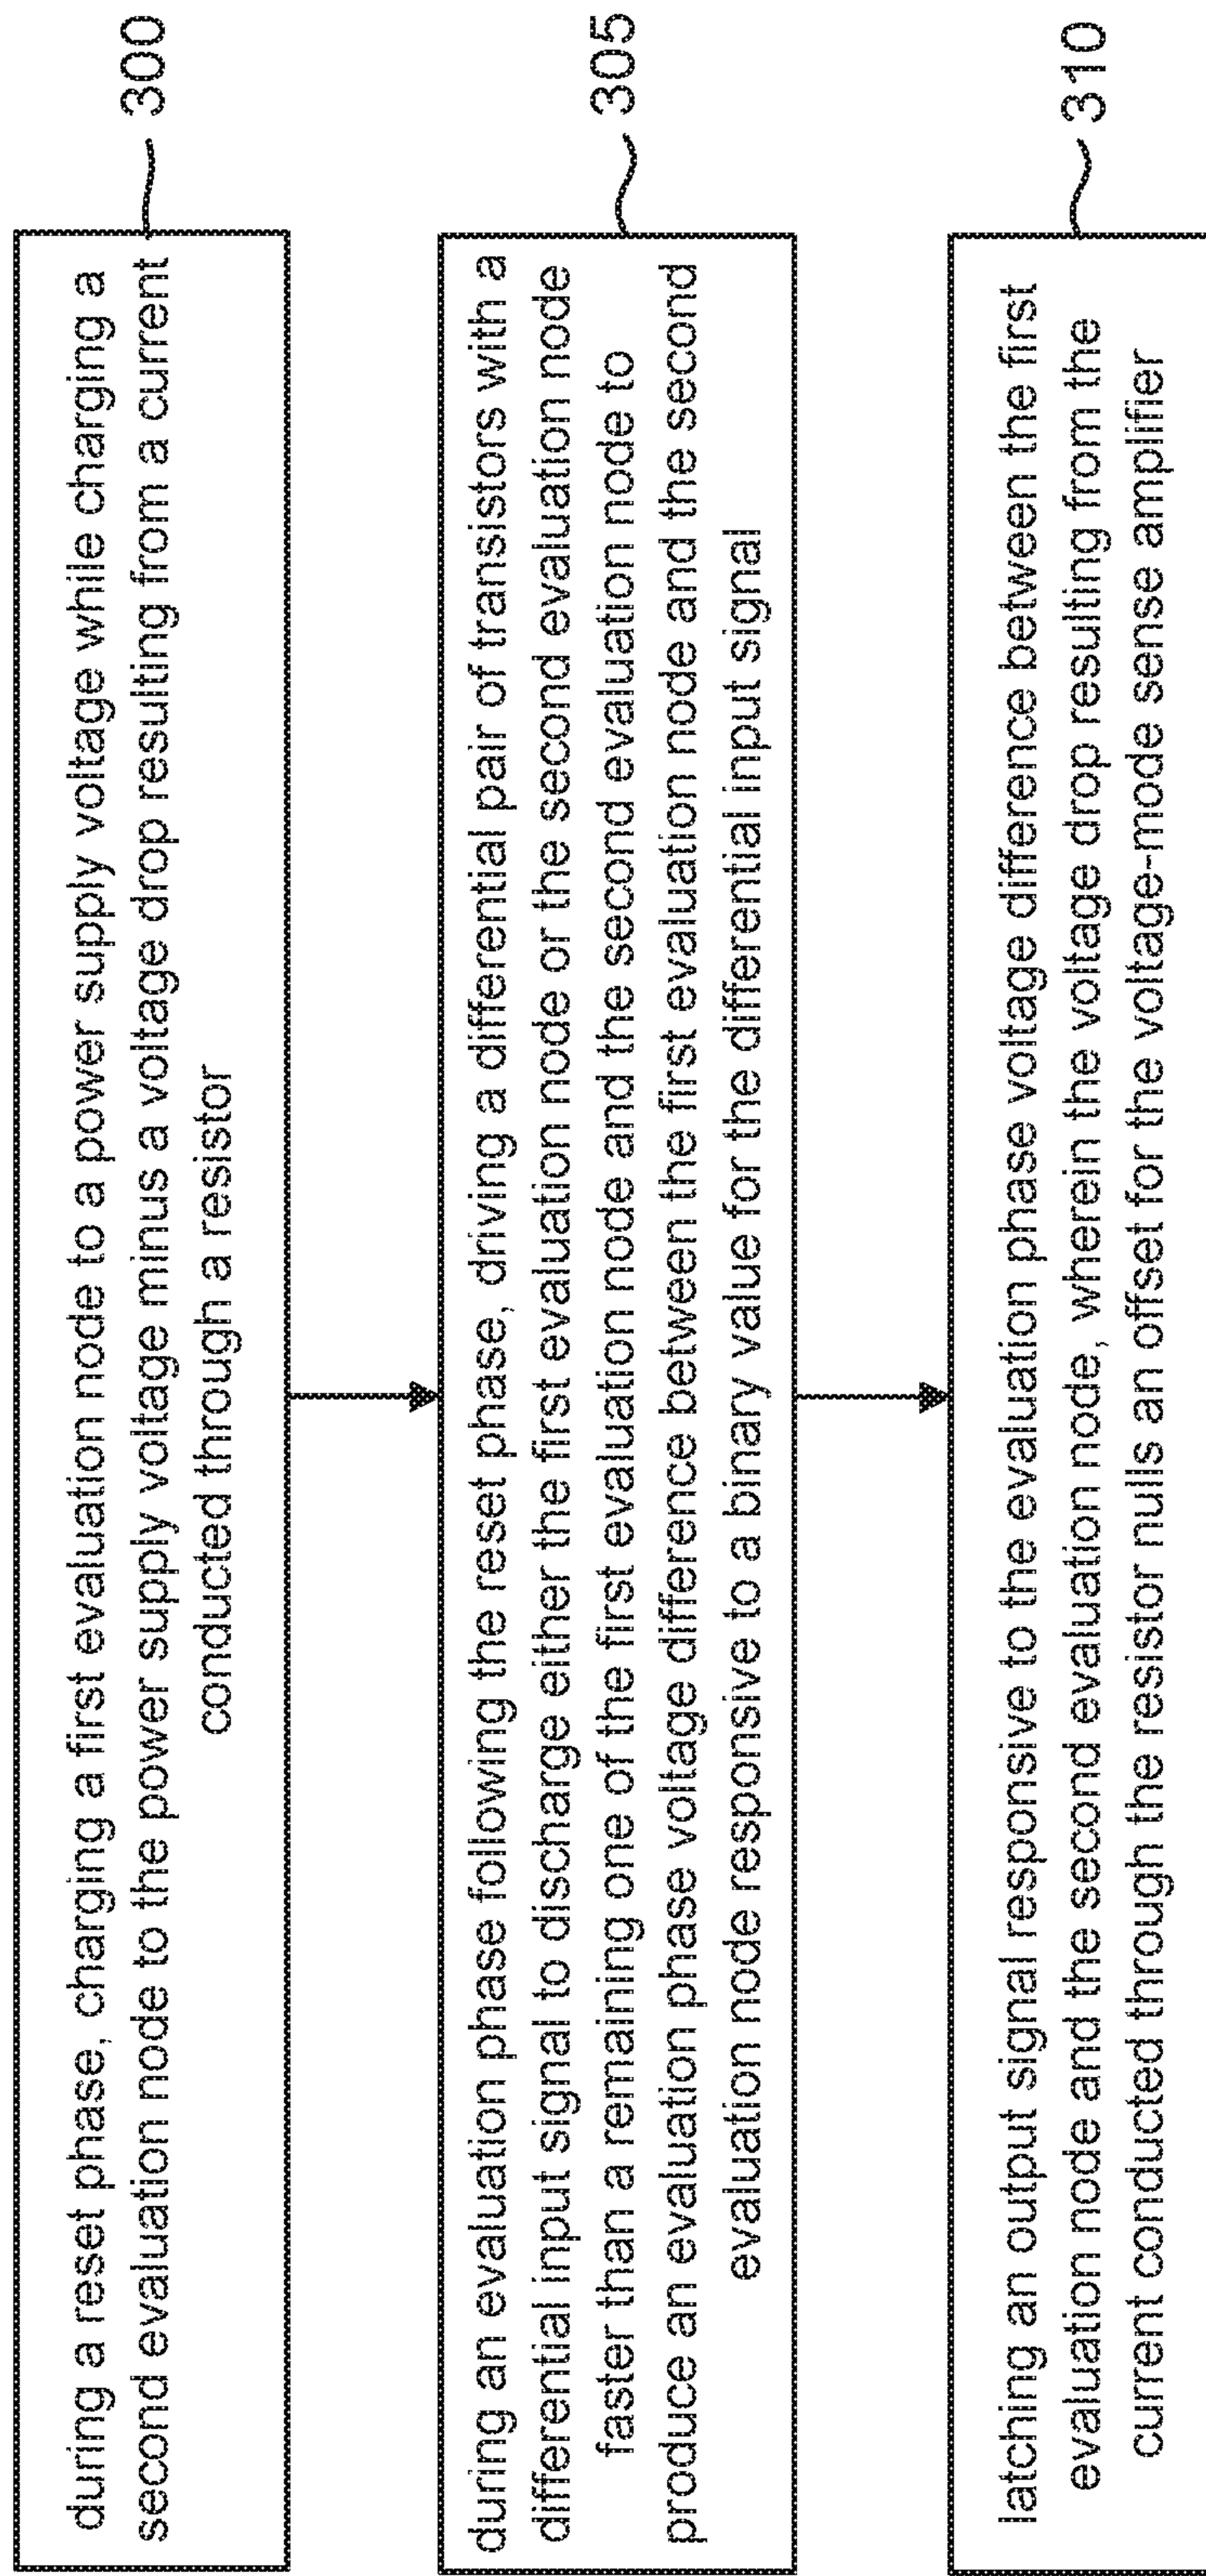 during a reset phase, charging a first evaluation node to a power supply voltage while charging a
second evaluation node to the power supply voltage minus a voltage drop resulting from a current
conducted through a resistor
300
during an evaluation phase following the reset phase, driving a differential pair of transistors with a
differential input signal to discharge either the first evaluation node or the second evaluation node
faster than a remaining one of the first evaluation node and the second evaluation node to
produce an evaluation phase voltage difference between the first evaluation node and the second
evaluation node responsive to a binary value for the differential input signal
305
latching an output signal responsive to the evaluation phase voltage difference between the first
evaluation node and the second evaluation node, wherein the voltage drop resulting from the
current conducted through the resistor nulls an offset for the voltage-mode sense amplifier
310